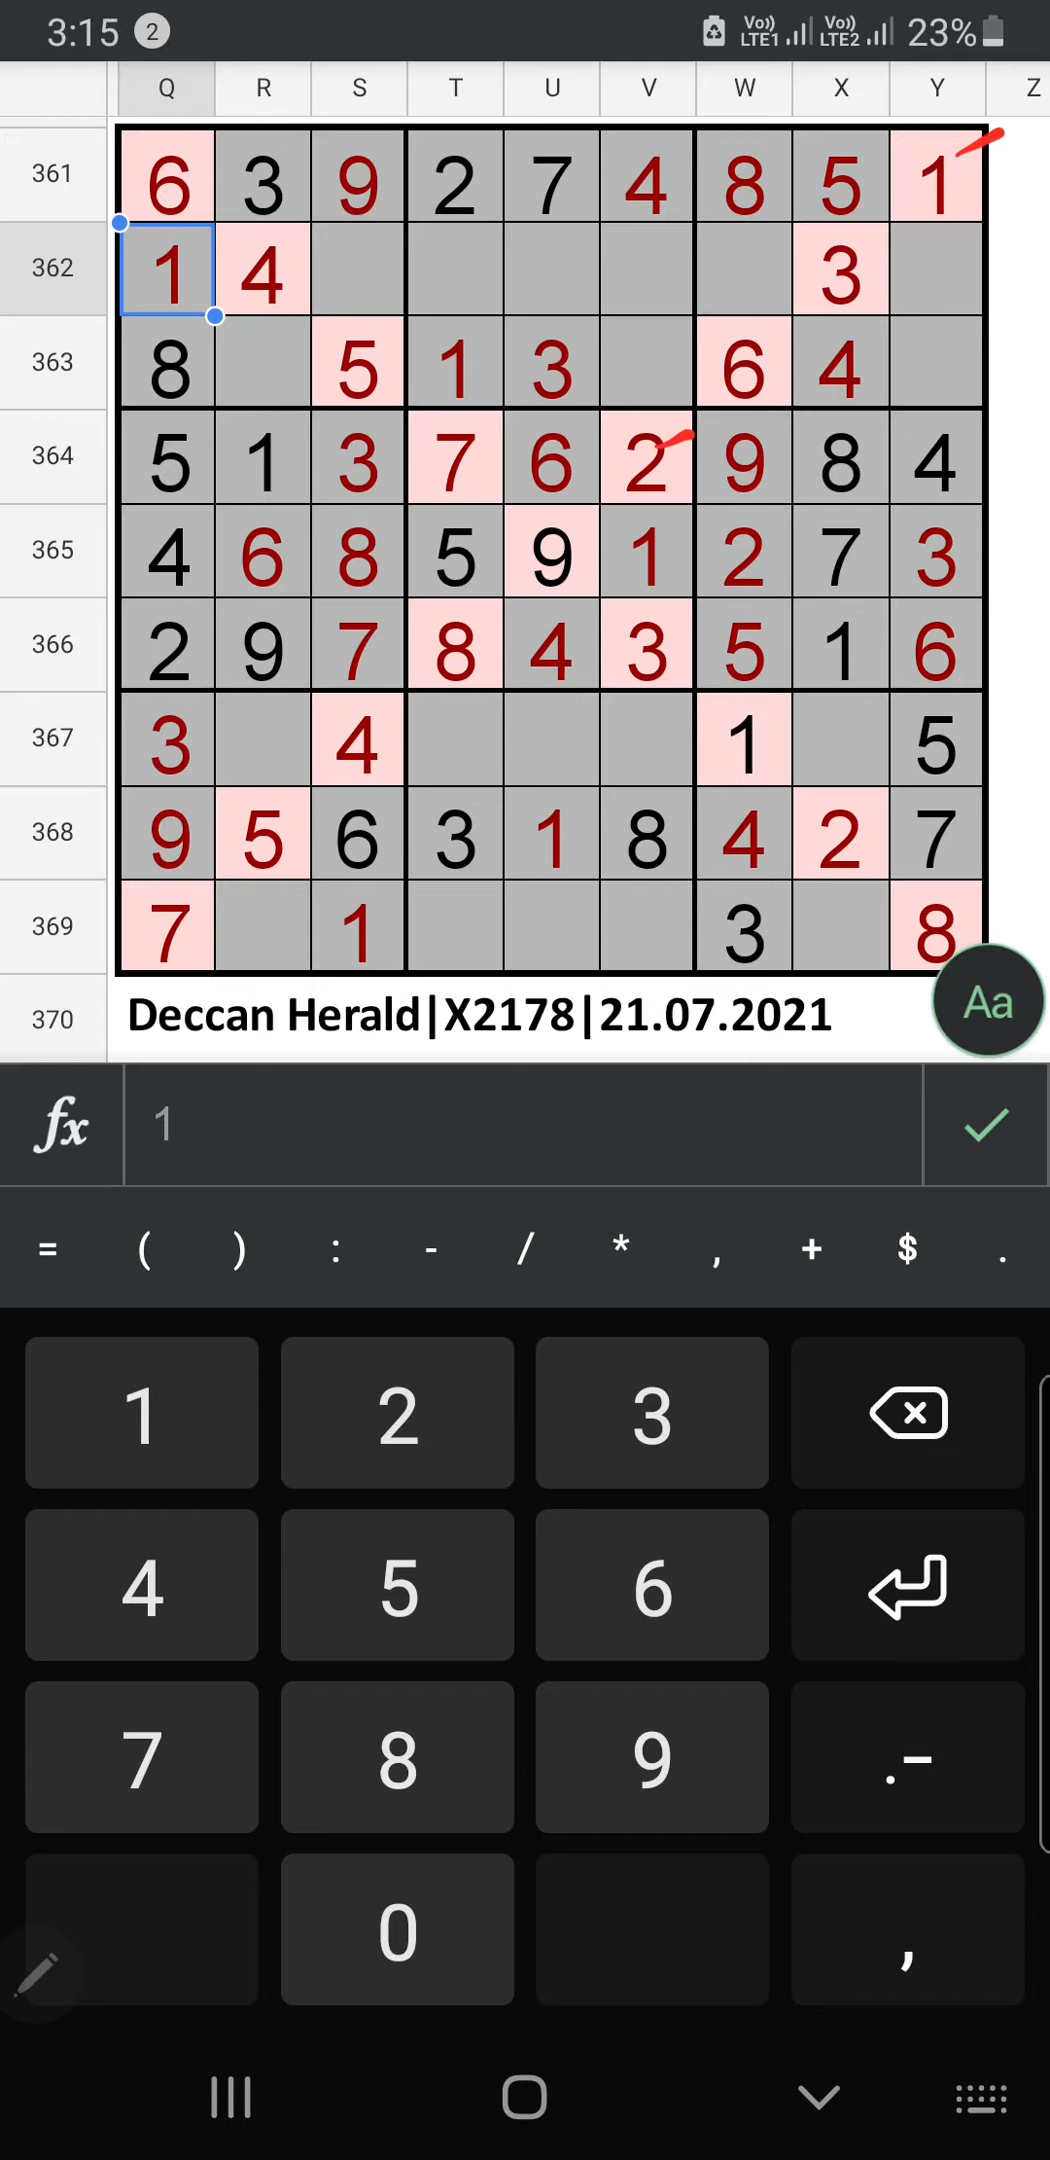 3:15 2 Vo)) LTE1 Vo)) LTE2 23%
Q R S T U V W X Y Z
361 6 3 9 2 7 4 8 5 1
362 1 4 3
363 8 5 1 3 6 4
364 5 1 3 7 6 2 9 8 4
365 4 6 8 5 9 1 2 7 3
366 2 9 7 8 4 3 5 1 6
367 3 4 1 5
368 9 5 6 3 1 8 4 2 7
369 7 1 3 8
370 Deccan Herald|X2178|21.07.2021
Aa
fx 1
= ( ) : - / * , + $ .
1 2 3
4 5 6
7 8 9 .-
0 ,